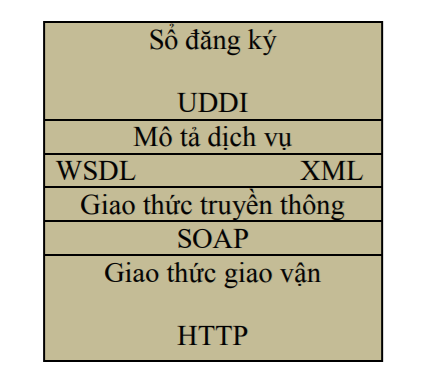 Sổ đăng ký
UDDI
Mô tả dịch vụ
WSDL XML
Giao thức truyền thông
SOAP
Giao thức giao vận
HTTP